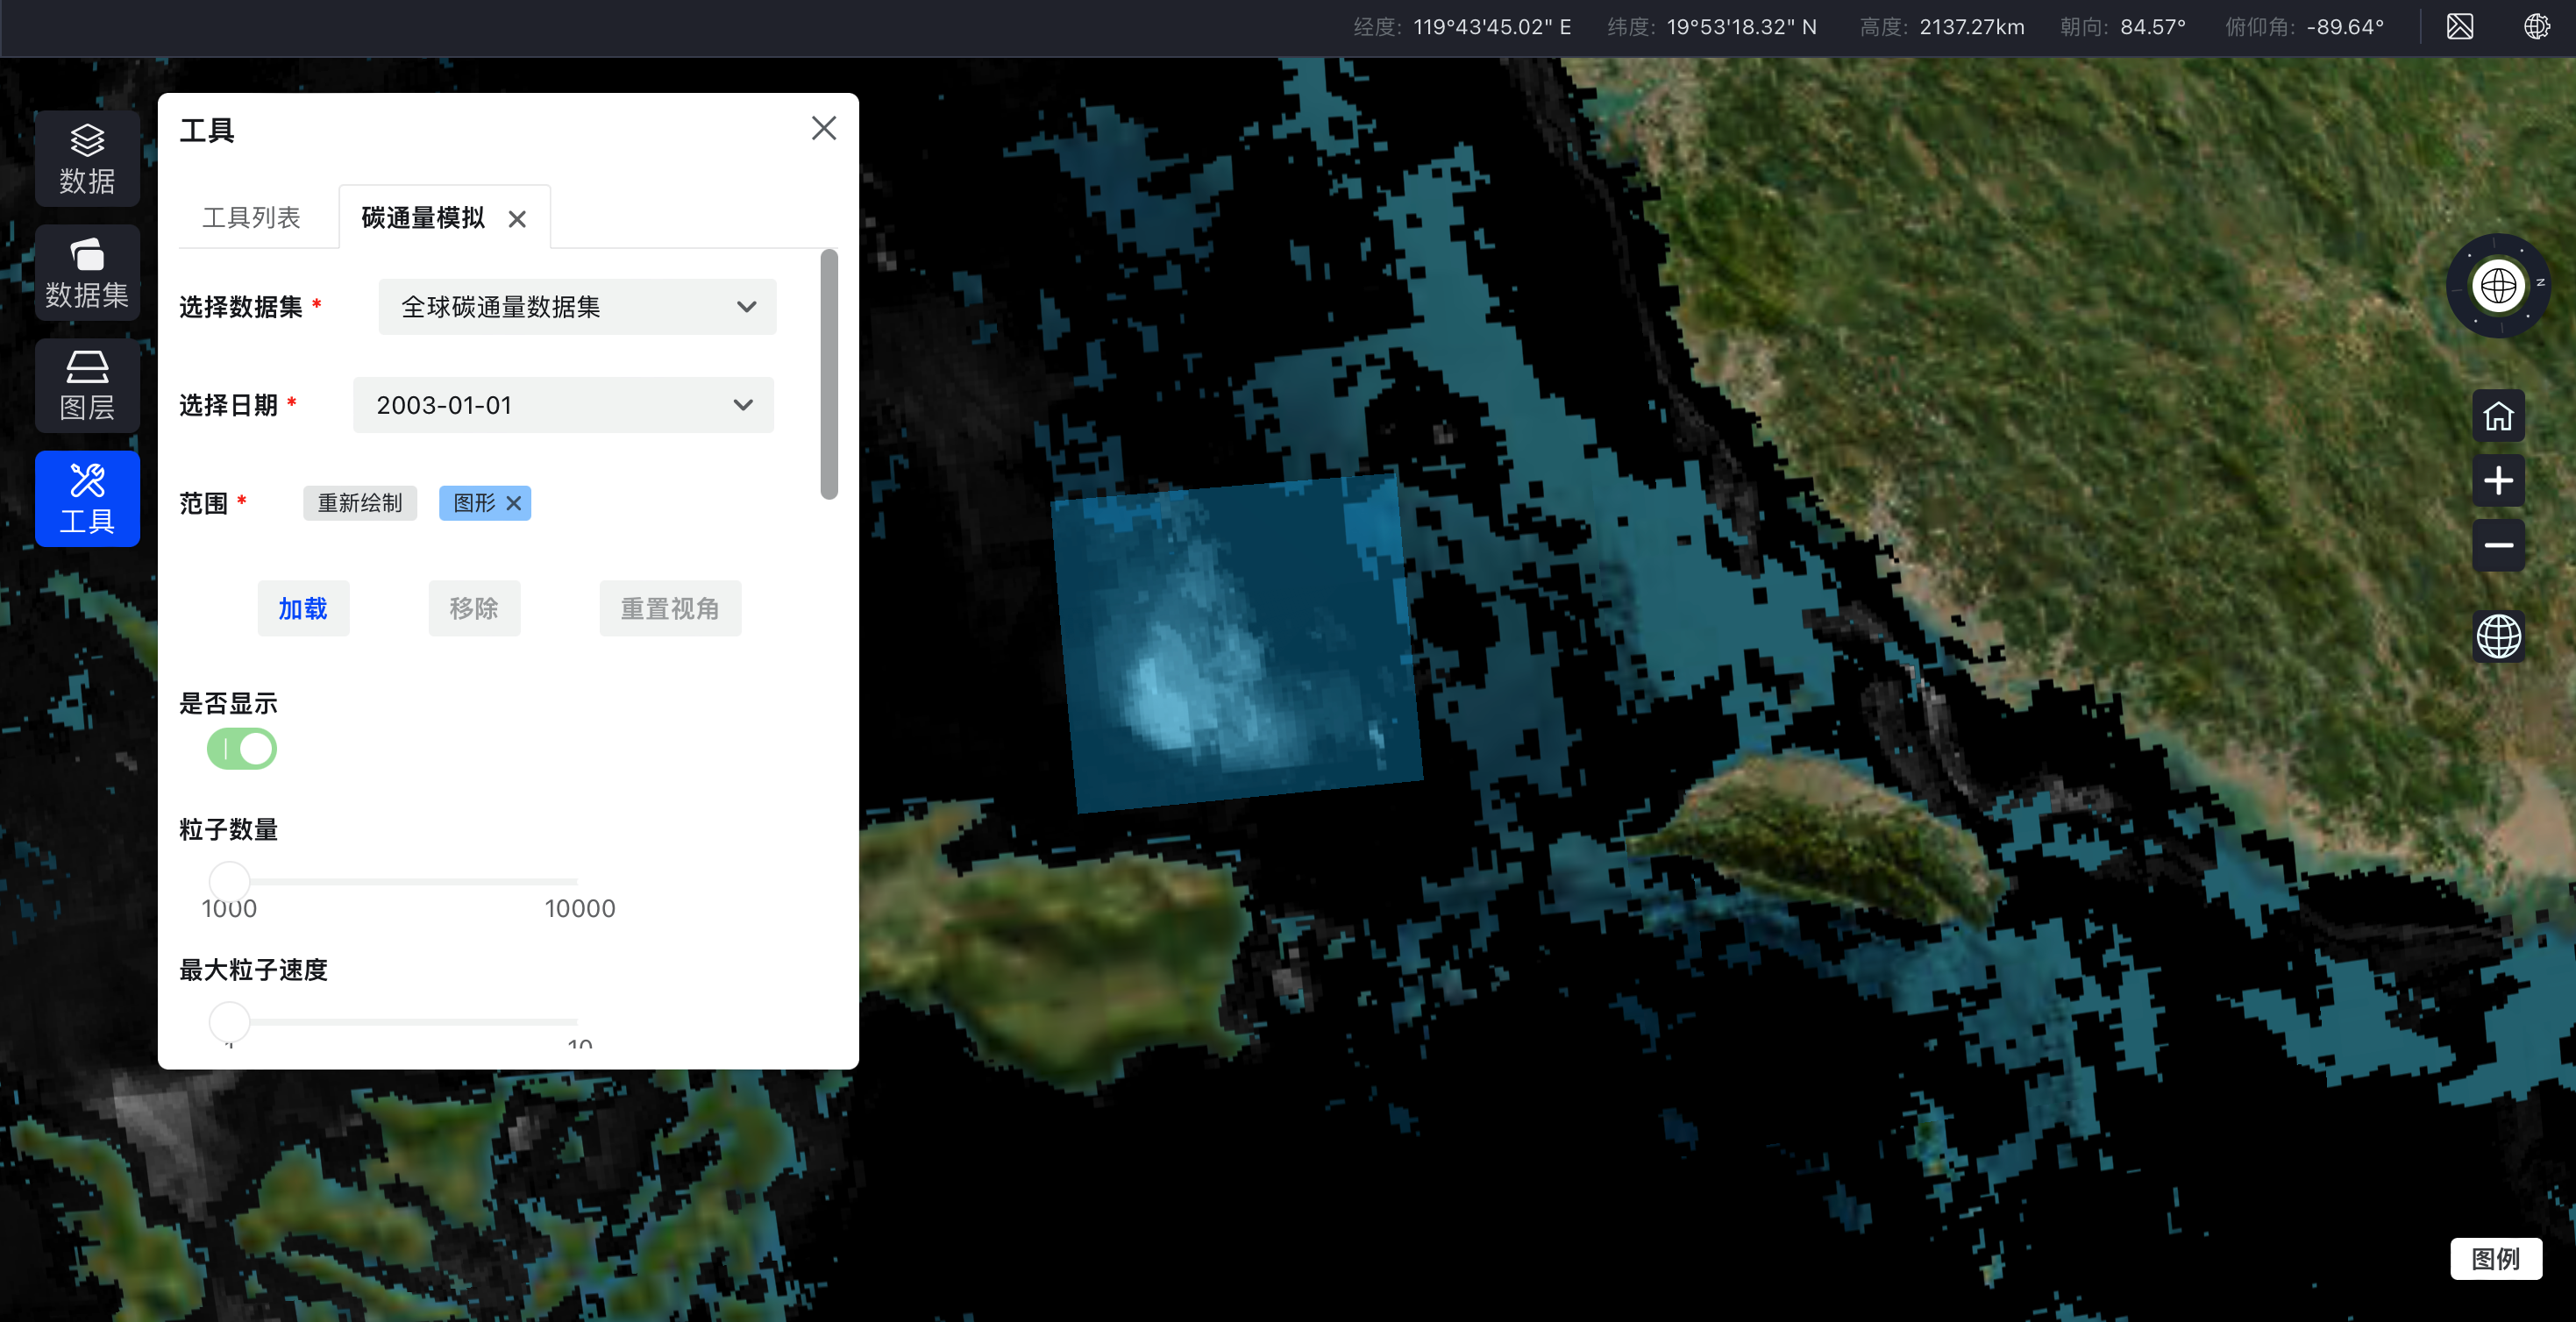 经度: 119°43'45.02" E 纬度: 19°53'18.32" N 高度: 2137.27km 朝向: 84.57° 俯仰角: -89.64°
数据
数据集
图层
工具
工具
工具列表 碳通量模拟
选择数据集 * 全球碳通量数据集
选择日期 * 2003-01-01
范围 * 重新绘制 图形
加载 移除 重置视角
是否显示
粒子数量
1000 10000
最大粒子速度
1 10
N
图例